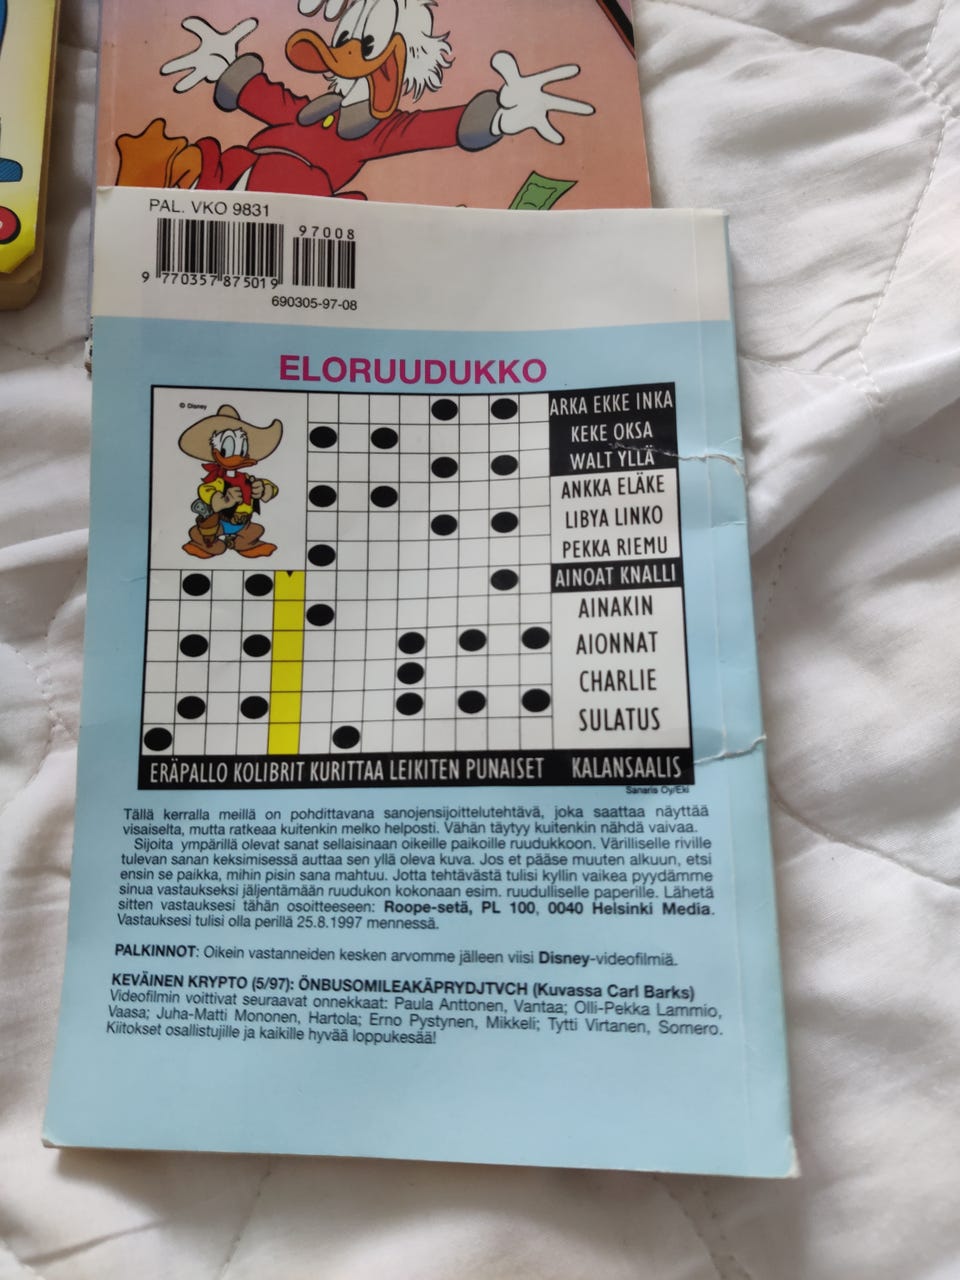 PAL. VKO 9831
97008
9 770357 875019
690305-97-08
ELORUUDUKKO
© Disney
ARKA EKKE INKA
KEKE OKSA
WALT YLLÄ
ANKKA ELÄKE
LIBYA LINKO
PEKKA RIEMU
AINOAT KNALLI
AINAKIN
AIONNAT
CHARLIE
SULATUS
ERÄPALLO KOLIBRIT KURITTAA LEIKITEN PUNAISET KALANSAALIS
Sanaris Oy/Eki
Tällä kerralla meillä on pohdittavana sanojensijoittelutehtävä, joka saattaa näyttää
visaiselta, mutta ratkeaa kuitenkin melko helposti. Vähän täytyy kuitenkin nähdä vaivaa.
Sijoita ympärillä olevat sanat sellaisinaan oikeille paikoille ruudukkoon. Värilliselle riville
tulevan sanan keksimisessä auttaa sen yllä oleva kuva. Jos et pääse muuten alkuun, etsi
ensin se paikka, mihin pisin sana mahtuu. Jotta tehtävästä tulisi kyllin vaikea pyydämme
sinua vastaukseksi jäljentämään ruudukon kokonaan esim. ruudulliselle paperille. Lähetä
sitten vastauksesi tähän osoitteeseen: Roope-setä, PL 100, 0040 Helsinki Media.
Vastauksesi tulisi olla perillä 25.8.1997 mennessä.
PALKINNOT: Oikein vastanneiden kesken arvomme jälleen viisi Disney-videofilmiä.
KEVÄINEN KRYPTO (5/97): ÖNBUSOMILEAKÄPRYDJTVCH (Kuvassa Carl Barks)
Videofilmin voittivat seuraavat onnekkaat: Paula Anttonen, Vantaa; Olli-Pekka Lammio,
Vaasa; Juha-Matti Mononen, Hartola; Erno Pystynen, Mikkeli; Tytti Virtanen, Somero.
Kiitokset osallistujille ja kaikille hyvää loppukesää!